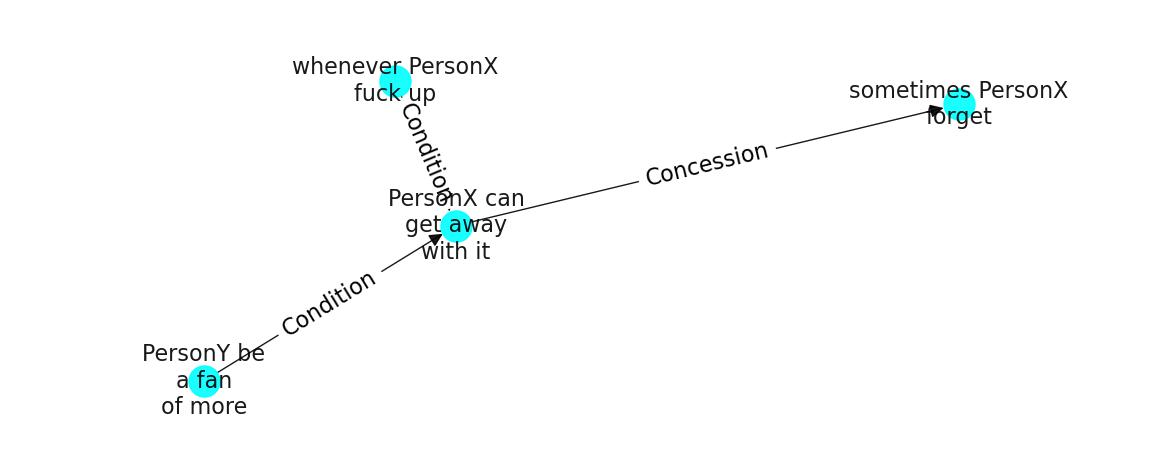 whenever PersonX
fuck up
sometimes PersonX
forget
Condition
Concession
PersonX can
get away
with it
Condition
PersonY be
a fan
of more